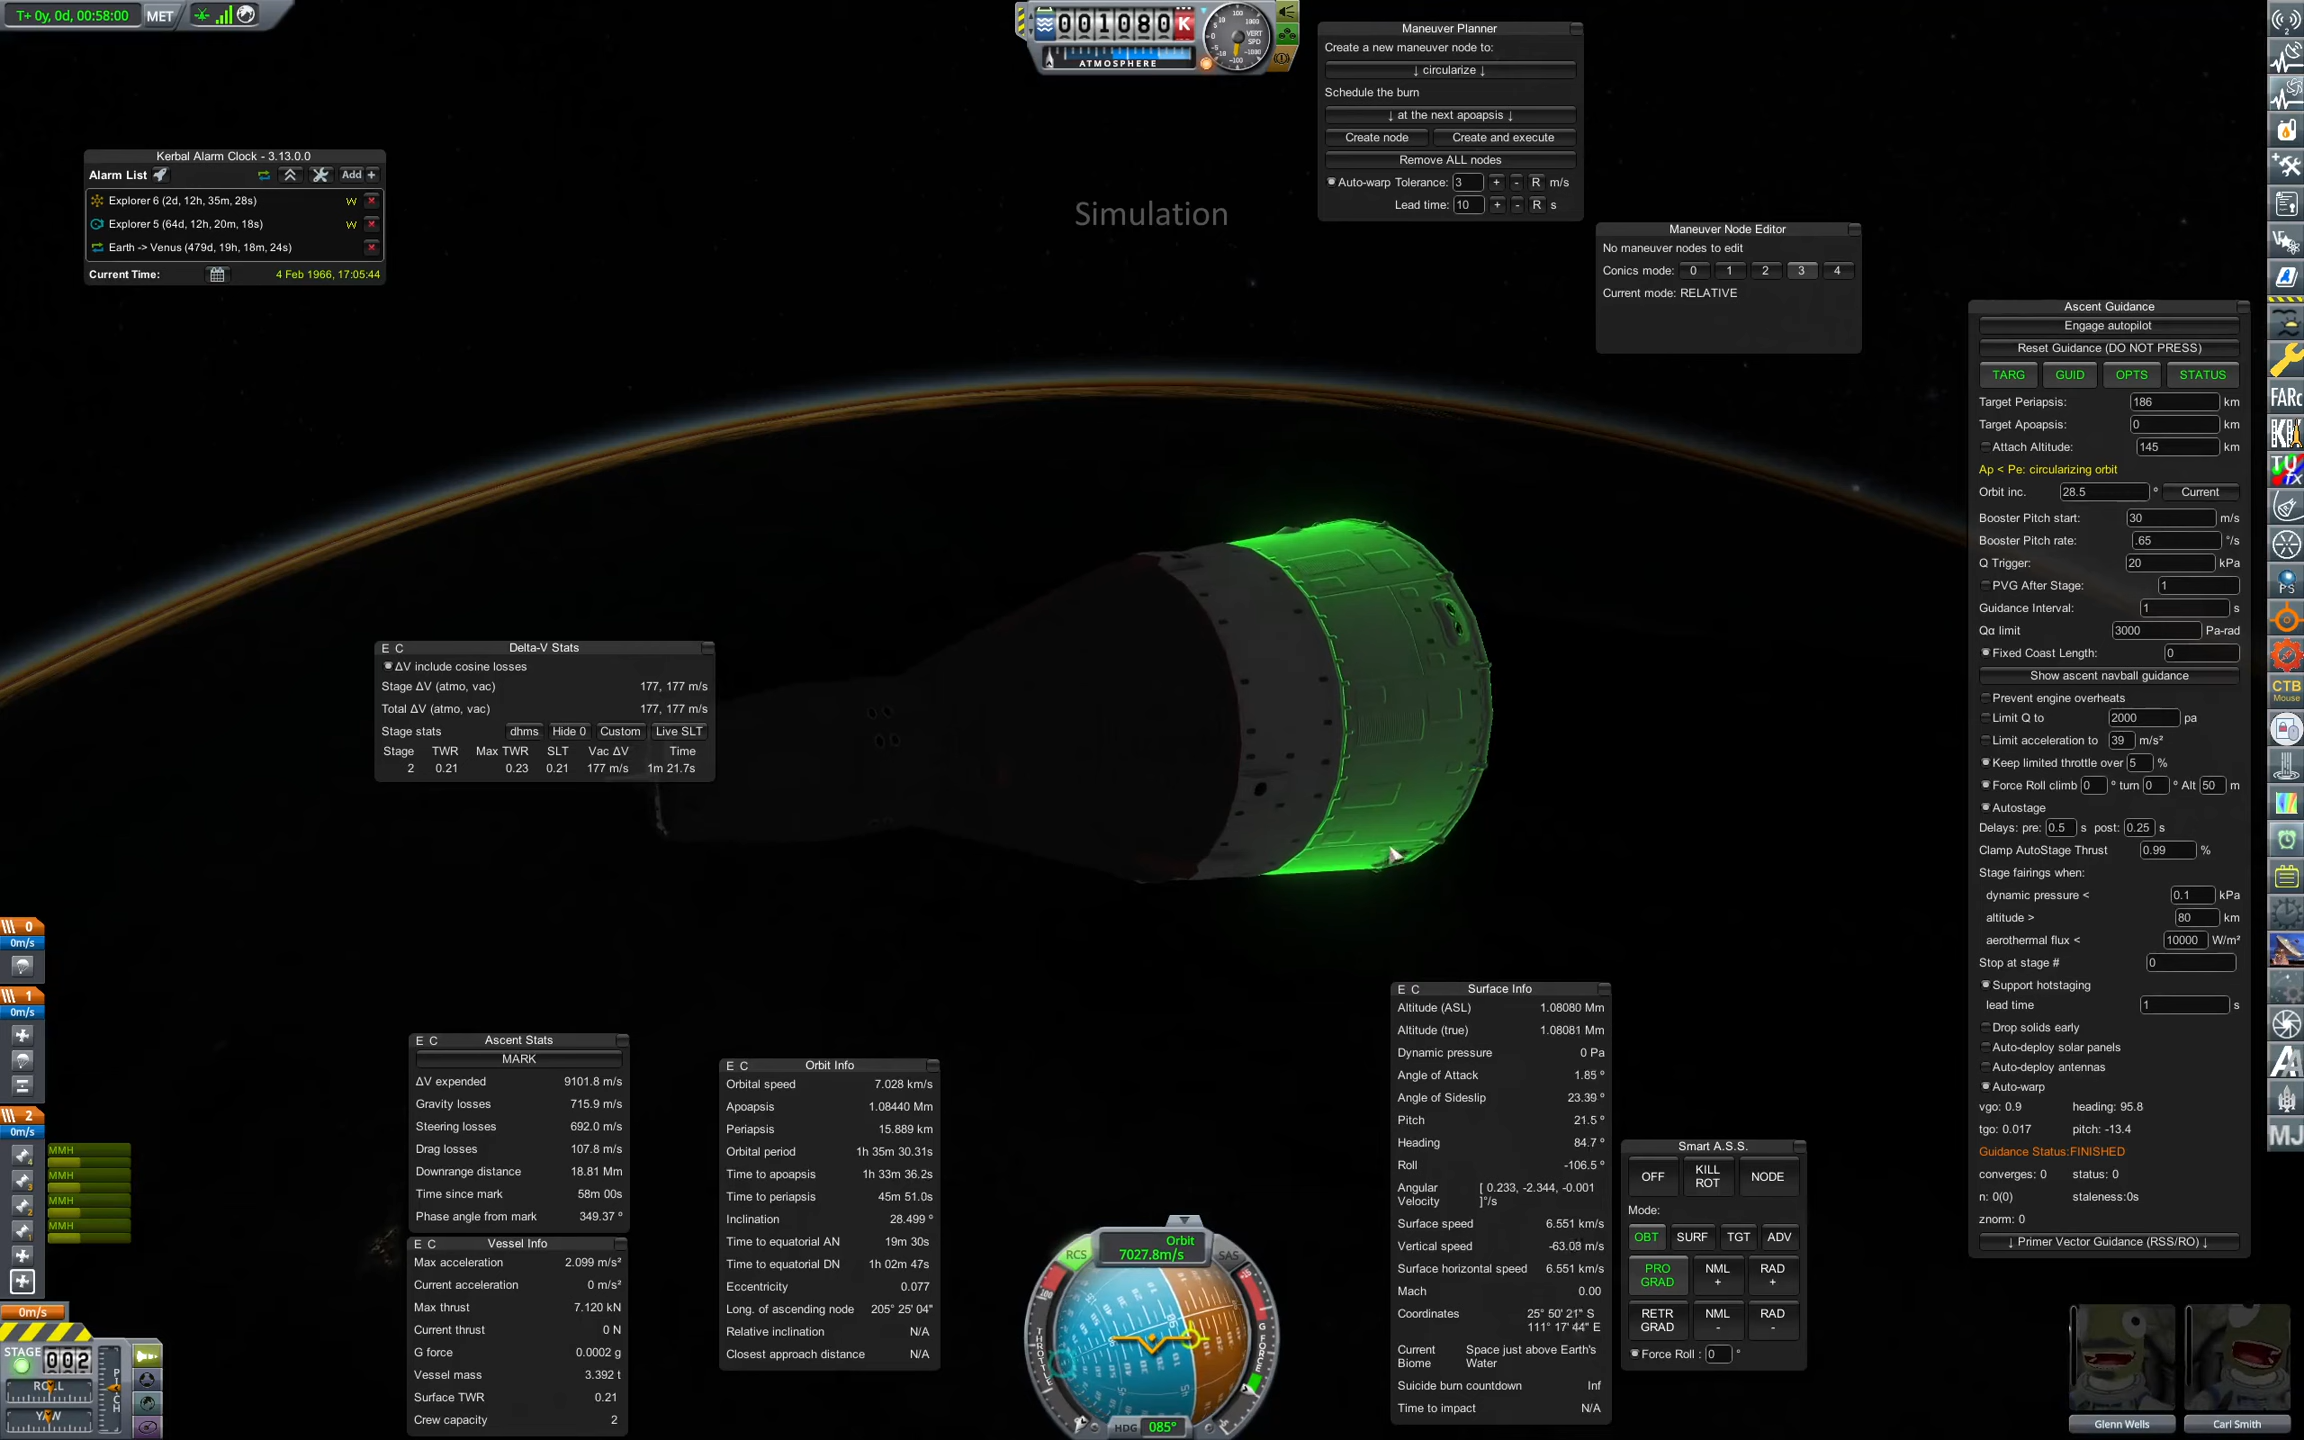 T+ 0y, 0d, 00:58:00 MET
001080 K
ATMOSPHERE
VERT SPD
Simulation
Kerbal Alarm Clock - 3.13.0.0
Alarm List Add +
Explorer 6 (2d, 12h, 35m, 28s) W
Explorer 5 (64d, 12h, 20m, 18s) W
Earth -> Venus (479d, 19h, 18m, 24s)
Current Time: 4 Feb 1966, 17:05:44
Maneuver Planner
Create a new maneuver node to:
↓ circularize ↓
Schedule the burn
↓ at the next apoapsis ↓
Create node Create and execute
Remove ALL nodes
Auto-warp Tolerance: 3 + - R m/s
Lead time: 10 + - R s
Maneuver Node Editor
No maneuver nodes to edit
Conics mode: 0 1 2 3 4
Current mode: RELATIVE
Ascent Guidance
Engage autopilot
Reset Guidance (DO NOT PRESS)
TARG GUID OPTS STATUS
Target Periapsis: 186 km
Target Apoapsis: 0 km
Attach Altitude: 145 km
Ap < Pe: circularizing orbit
Orbit inc. 28.5 º Current
Booster Pitch start: 30 m/s
Booster Pitch rate: .65 °/s
Q Trigger: 20 kPa
PVG After Stage: 1
Guidance Interval: 1 s
Qα limit 3000 Pa-rad
Fixed Coast Length: 0
Show ascent navball guidance
Prevent engine overheats
Limit Q to 2000 pa
Limit acceleration to 39 m/s²
Keep limited throttle over 5 %
Force Roll climb 0 º turn 0 º Alt 50 m
Autostage
Delays: pre: 0.5 s post: 0.25 s
Clamp AutoStage Thrust 0.99 %
Stage fairings when:
dynamic pressure < 0.1 kPa
altitude > 80 km
aerothermal flux < 10000 W/m²
Stop at stage # 0
Support hotstaging
lead time 1 s
Drop solids early
Auto-deploy solar panels
Auto-deploy antennas
Auto-warp
vgo: 0.9 heading: 95.8
tgo: 0.017 pitch: -13.4
Guidance Status:FINISHED
converges: 0 status: 0
n: 0(0) staleness:0s
znorm: 0
↓ Primer Vector Guidance (RSS/RO) ↓
FARc
PS
CTB
Mouse
MJ
E C Delta-V Stats
ΔV include cosine losses
Stage ΔV (atmo, vac) 177, 177 m/s
Total ΔV (atmo, vac) 177, 177 m/s
Stage stats dhms Hide 0 Custom Live SLT
Stage TWR Max TWR SLT Vac ΔV Time
2 0.21 0.23 0.21 177 m/s 1m 21.7s
0
0m/s
1
0m/s
2
0m/s
4
3
2
1
MMH
MMH
MMH
MMH
0m/s
STAGE 002
ROLL
YAW
PITCH
E C Ascent Stats
MARK
ΔV expended 9101.8 m/s
Gravity losses 715.9 m/s
Steering losses 692.0 m/s
Drag losses 107.8 m/s
Downrange distance 18.81 Mm
Time since mark 58m 00s
Phase angle from mark 349.37 º
E C Vessel Info
Max acceleration 2.099 m/s²
Current acceleration 0 m/s²
Max thrust 7.120 kN
Current thrust 0 N
G force 0.0002 g
Vessel mass 3.392 t
Surface TWR 0.21
Crew capacity 2
E C Orbit Info
Orbital speed 7.028 km/s
Apoapsis 1.08440 Mm
Periapsis 15.889 km
Orbital period 1h 35m 30.31s
Time to apoapsis 1h 33m 36.2s
Time to periapsis 45m 51.0s
Inclination 28.499 º
Time to equatorial AN 19m 30s
Time to equatorial DN 1h 02m 47s
Eccentricity 0.077
Long. of ascending node 205° 25' 04"
Relative inclination N/A
Closest approach distance N/A
RCS Orbit SAS
7027.8m/s
THROTTLE
G FORCE
HDG 085°
E C Surface Info
Altitude (ASL) 1.08080 Mm
Altitude (true) 1.08081 Mm
Dynamic pressure 0 Pa
Angle of Attack 1.85 º
Angle of Sideslip 23.39 º
Pitch 21.5 º
Heading 84.7 º
Roll -106.5 º
Angular Velocity [ 0.233, -2.344, -0.001 ]°/s
Surface speed 6.551 km/s
Vertical speed -63.03 m/s
Surface horizontal speed 6.551 km/s
Mach 0.00
Coordinates 25° 50' 21" S
111° 17' 44" E
Current Biome Space just above Earth's Water
Suicide burn countdown Inf
Time to impact N/A
Smart A.S.S.
OFF KILL ROT NODE
Mode:
OBT SURF TGT ADV
PRO GRAD NML + RAD +
RETR GRAD NML - RAD -
Force Roll : 0 °
Glenn Wells Carl Smith